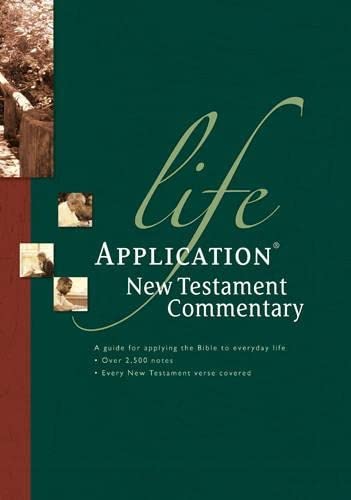 life
APPLICATION®
New Testament
Commentary
A guide for applying the Bible to everyday life
• Over 2,500 notes
• Every New Testament verse covered